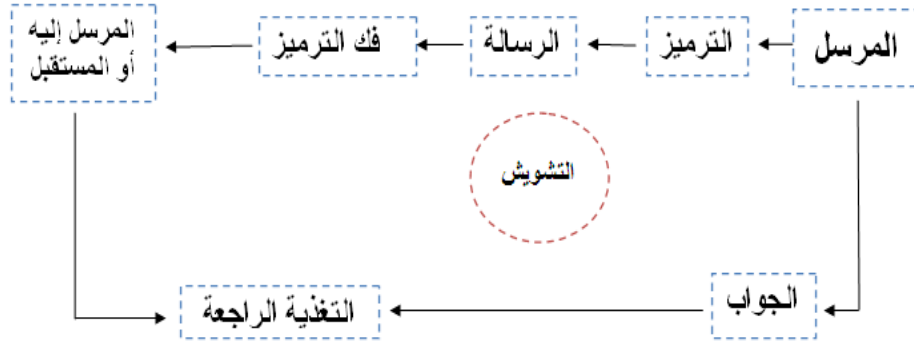 المرسل
الترميز
الرسالة
فك الترميز
المرسل إليه
أو المستقبل
التشويش
الجواب
التغذية الراجعة